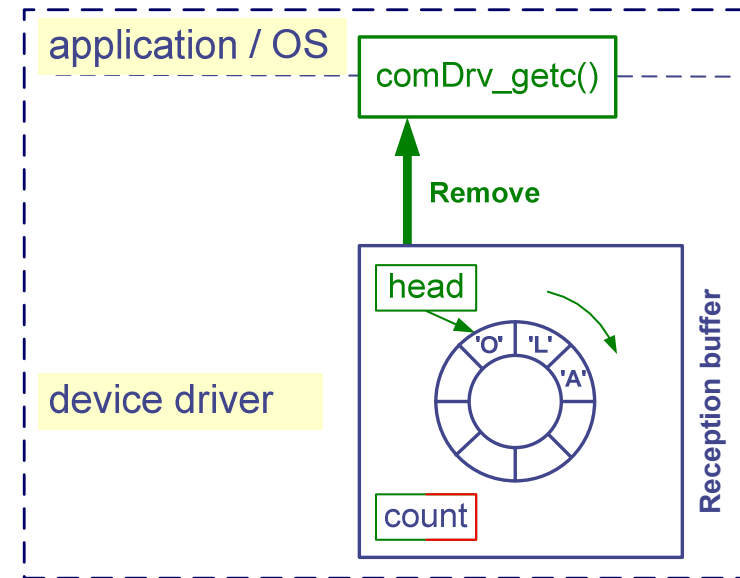 application / OS
comDrv_getc()
Remove
head
'O'
'L'
'A'
device driver
Reception buffer
count